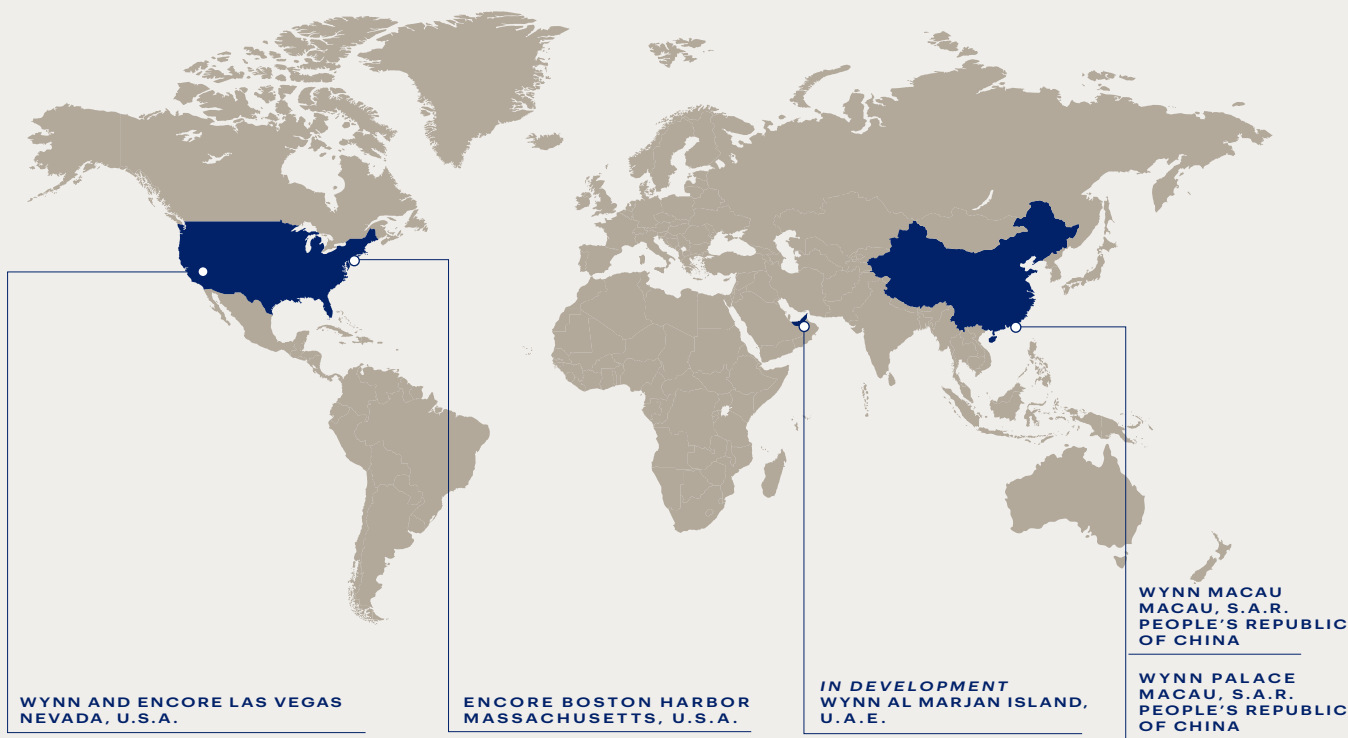 WYNN AND ENCORE LAS VEGAS
NEVADA, U.S.A.
ENCORE BOSTON HARBOR
MASSACHUSETTS, U.S.A.
IN DEVELOPMENT
WYNN AL MARJAN ISLAND,
U.A.E.
WYNN MACAU
MACAU, S.A.R.
PEOPLE'S REPUBLIC
OF CHINA
WYNN PALACE
MACAU, S.A.R.
PEOPLE'S REPUBLIC
OF CHINA